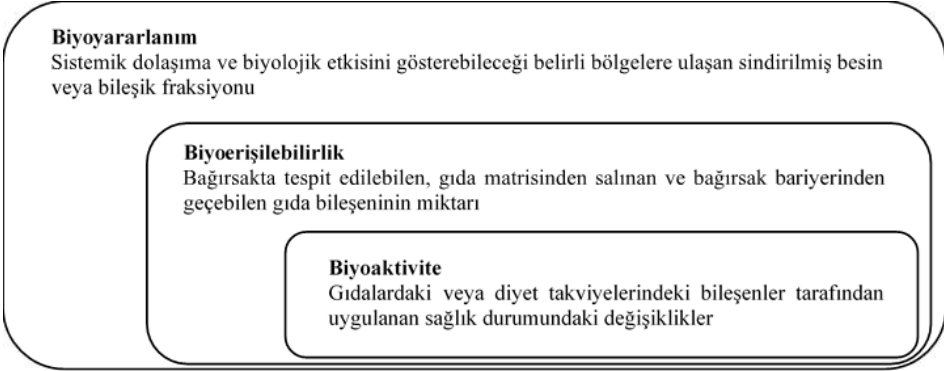 Biyoyararlanım
Sistemik dolaşıma ve biyolojik etkisini gösterebileceği belirli bölgelere ulaşan sindirilmiş besin
veya bileşik fraksiyonu
Biyoerişilebilirlik
Bağırsakta tespit edilebilen, gıda matrisinden salınan ve bağırsak bariyerinden
geçebilen gıda bileşeninin miktarı
Biyoaktivite
Gıdalardaki veya diyet takviyelerindeki bileşenler tarafından
uygulanan sağlık durumundaki değişiklikler